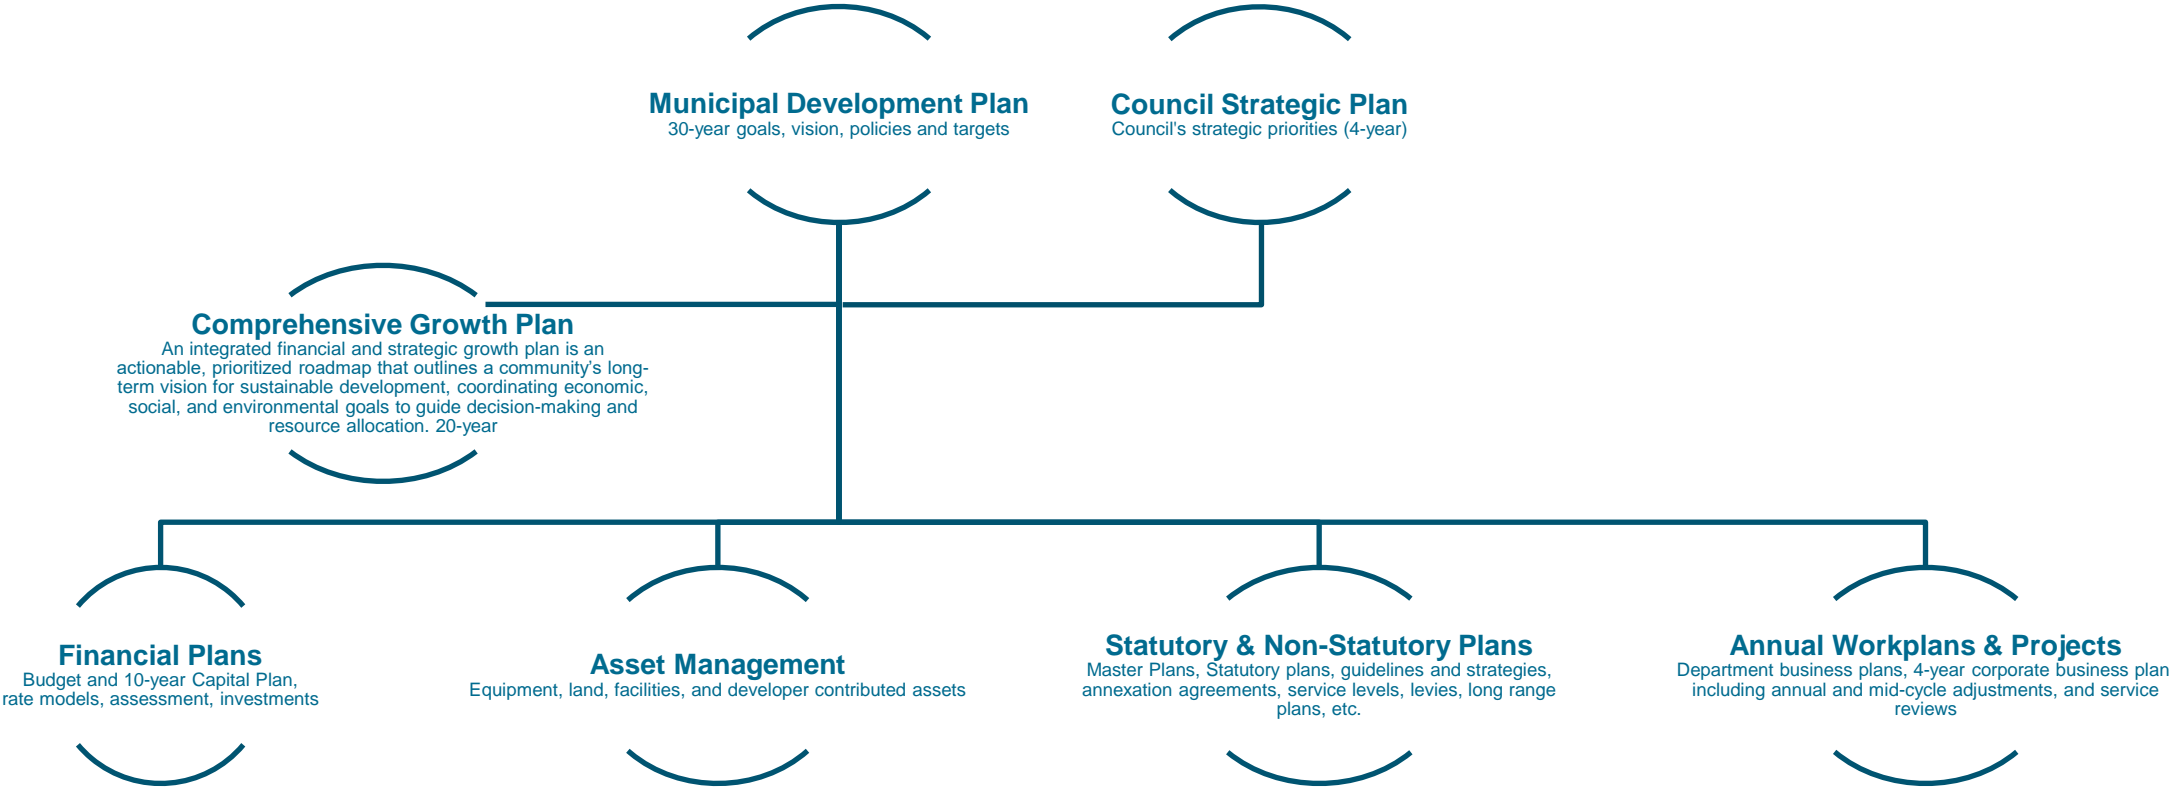 Municipal Development Plan
30-year goals, vision, policies and targets
Council Strategic Plan
Council's strategic priorities (4-year)
Comprehensive Growth Plan
An integrated financial and strategic growth plan is an
actionable, prioritized roadmap that outlines a community’s long-
term vision for sustainable development, coordinating economic,
social, and environmental goals to guide decision-making and
resource allocation. 20-year
Financial Plans
Budget and 10-year Capital Plan,
rate models, assessment, investments
Asset Management
Equipment, land, facilities, and developer contributed assets
Statutory & Non-Statutory Plans
Master Plans, Statutory plans, guidelines and strategies,
annexation agreements, service levels, levies, long range
plans, etc.
Annual Workplans & Projects
Department business plans, 4-year corporate business plan
including annual and mid-cycle adjustments, and service
reviews